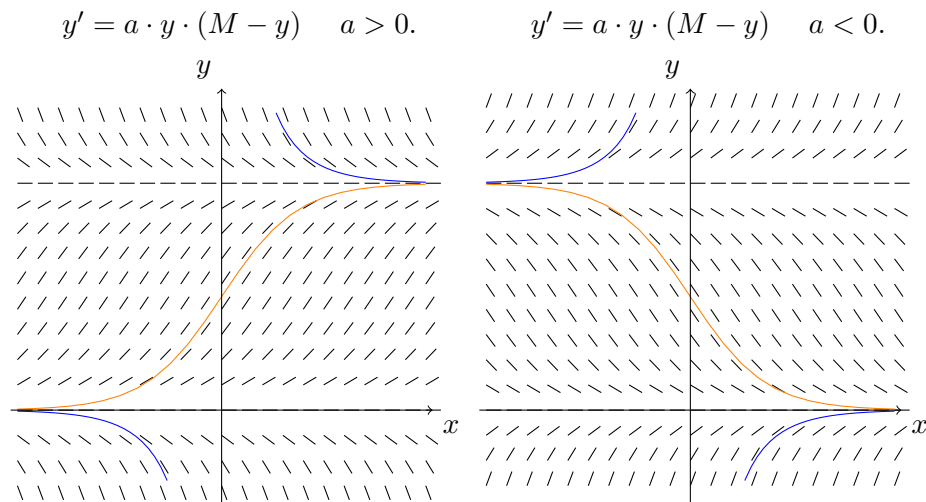 y′ = a · y · (M − y) a > 0.
y′ = a · y · (M − y) a < 0.
y
y
x
x